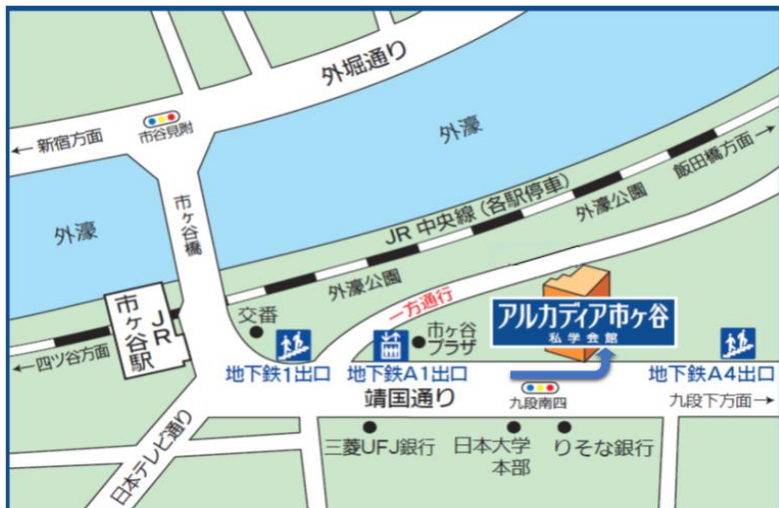 外堀通り
← 新宿方面
市谷見附
外濠
飯田橋方面 →
外濠
市ヶ谷橋
JR 中央線(各駅停車)
外濠公園
外濠公園
JR
市ヶ谷駅
←四ツ谷方面
交番
一方通行
市ヶ谷
プラザ
アルカディア市ヶ谷
私学会館
地下鉄1出口
地下鉄A1出口
地下鉄A4出口
靖国通り
九段南四
九段下方面→
日本テレビ通り
三菱UFJ銀行
日本大学
本部
りそな銀行